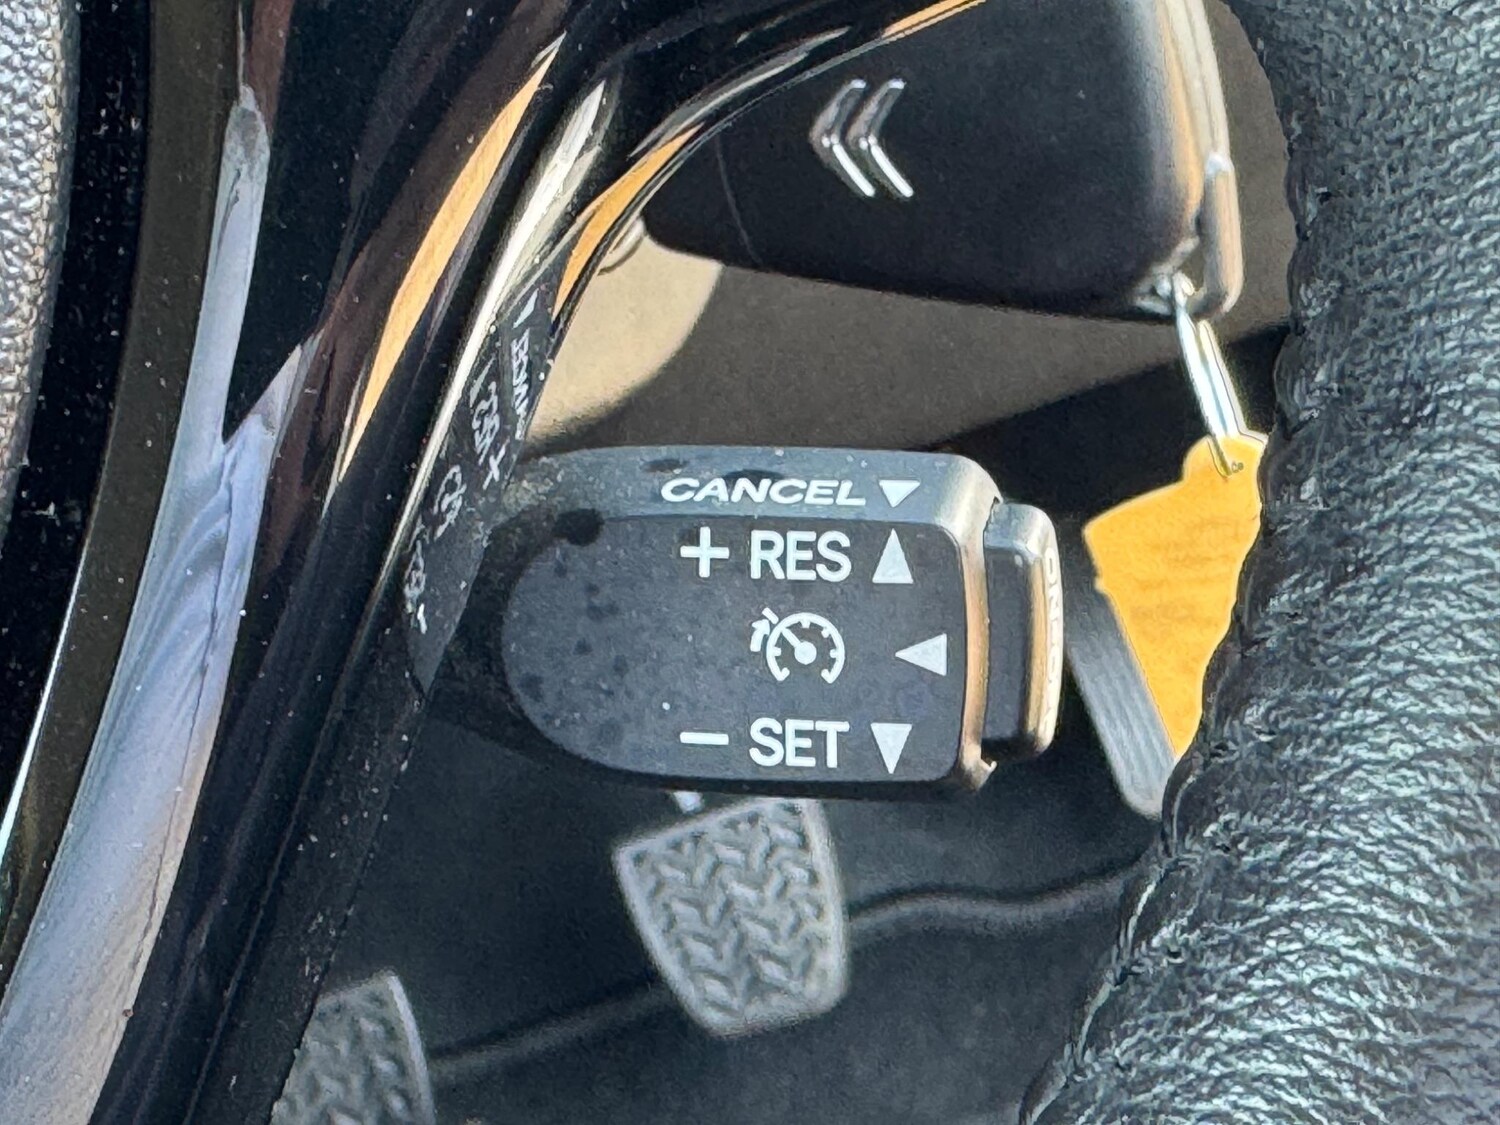 CANCEL ▼
+ RES ▲
◀
− SET ▼